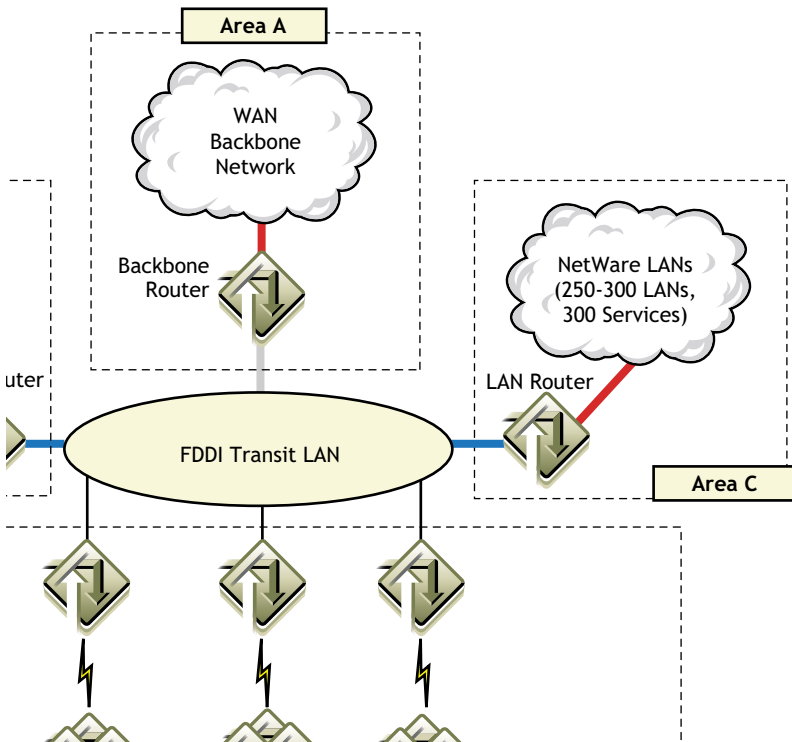 Area A
WAN
Backbone
Network
Backbone
Router
NetWare LANs
(250-300 LANs,
300 Services)
uter
LAN Router
FDDI Transit LAN
Area C